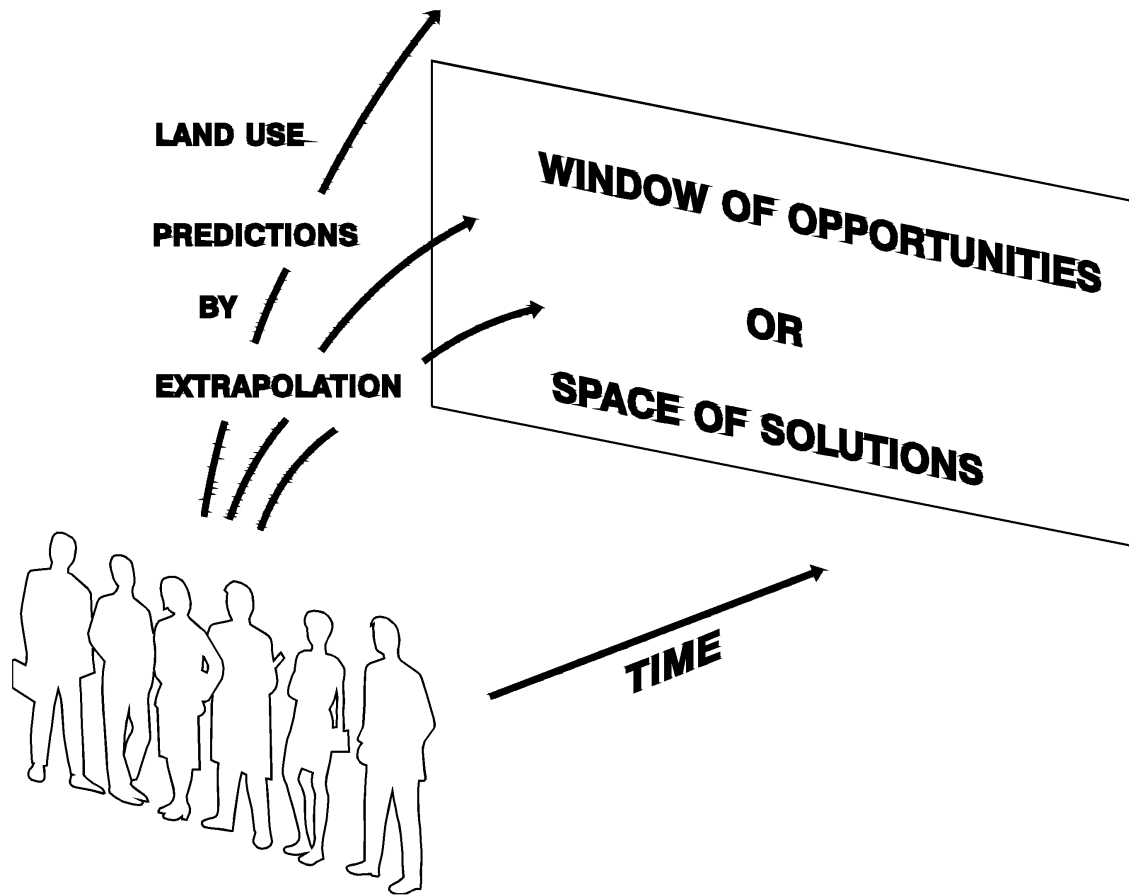 LAND USE
PREDICTIONS
BY
EXTRAPOLATION
WINDOW OF OPPORTUNITIES
OR
SPACE OF SOLUTIONS
TIME